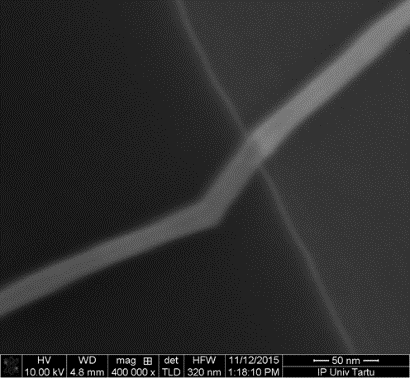 HV WD mag det HFW 11/12/2015 50 nm
10.00 kV 4.8 mm 400 000 x TLD 320 nm 1:18:10 PM IP Univ Tartu